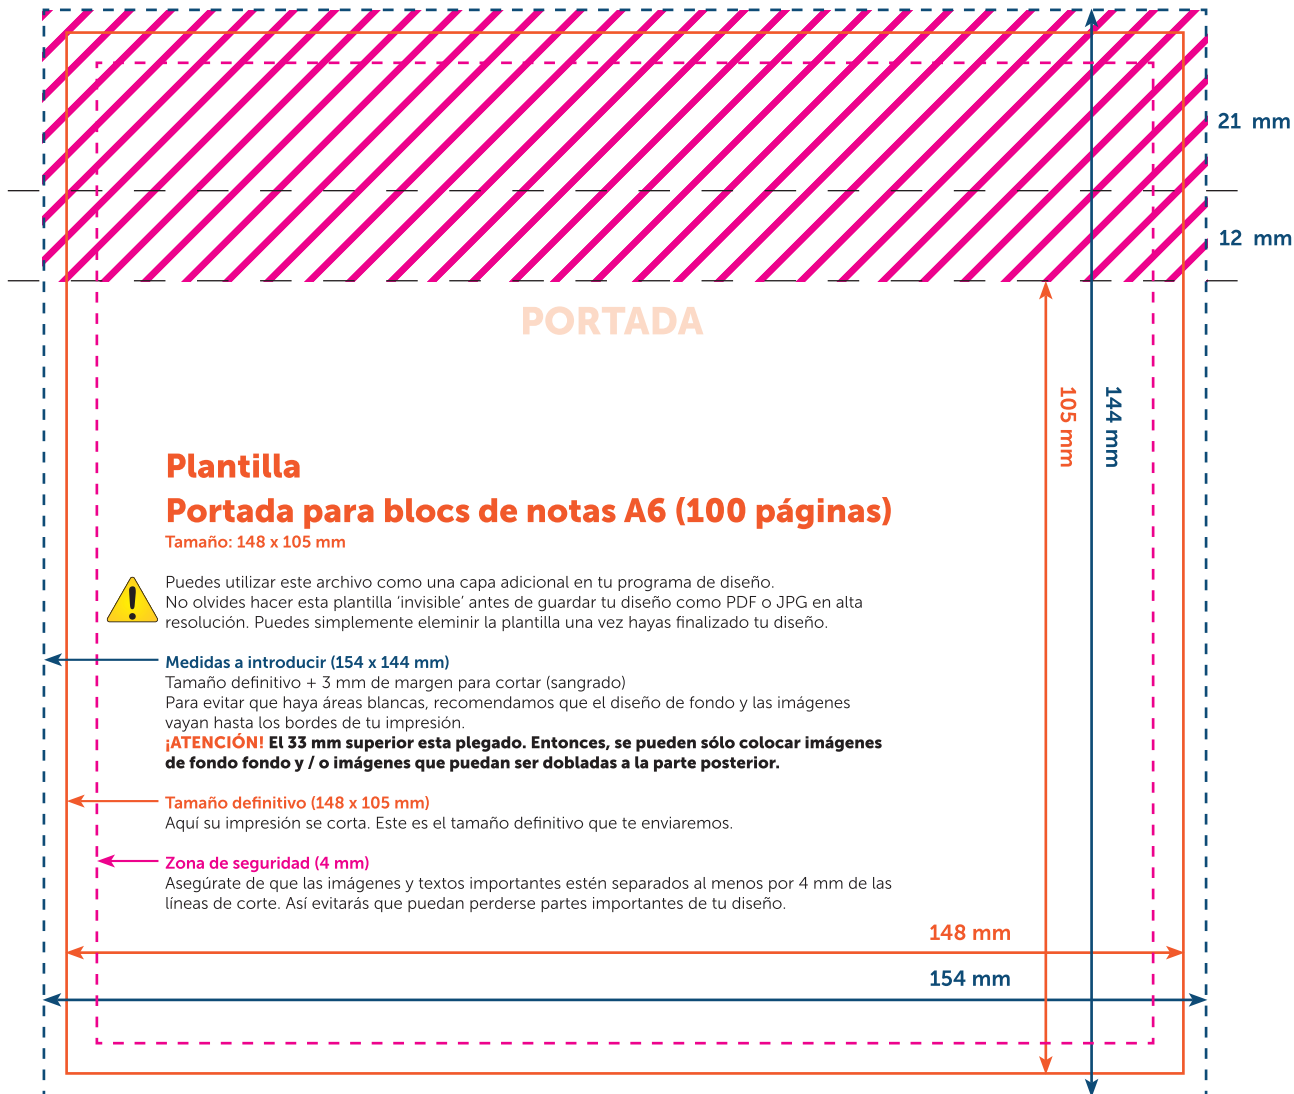 21 mm
12 mm
PORTADA
105 mm
144 mm
Plantilla
Portada para blocs de notas A6 (100 páginas)
Tamaño: 148 x 105 mm
Puedes utilizar este archivo como una capa adicional en tu programa de diseño.
No olvides hacer esta plantilla ‘invisible’ antes de guardar tu diseño como PDF o JPG en alta
resolución. Puedes simplemente eleminir la plantilla una vez hayas finalizado tu diseño.
Medidas a introducir (154 x 144 mm)
Tamaño definitivo + 3 mm de margen para cortar (sangrado)
Para evitar que haya áreas blancas, recomendamos que el diseño de fondo y las imágenes
vayan hasta los bordes de tu impresión.
¡ATENCIÓN! El 33 mm superior esta plegado. Entonces, se pueden sólo colocar imágenes
de fondo fondo y / o imágenes que puedan ser dobladas a la parte posterior.
Tamaño definitivo (148 x 105 mm)
Aquí su impresión se corta. Este es el tamaño definitivo que te enviaremos.
Zona de seguridad (4 mm)
Asegúrate de que las imágenes y textos importantes estén separados al menos por 4 mm de las
líneas de corte. Así evitarás que puedan perderse partes importantes de tu diseño.
148 mm
154 mm